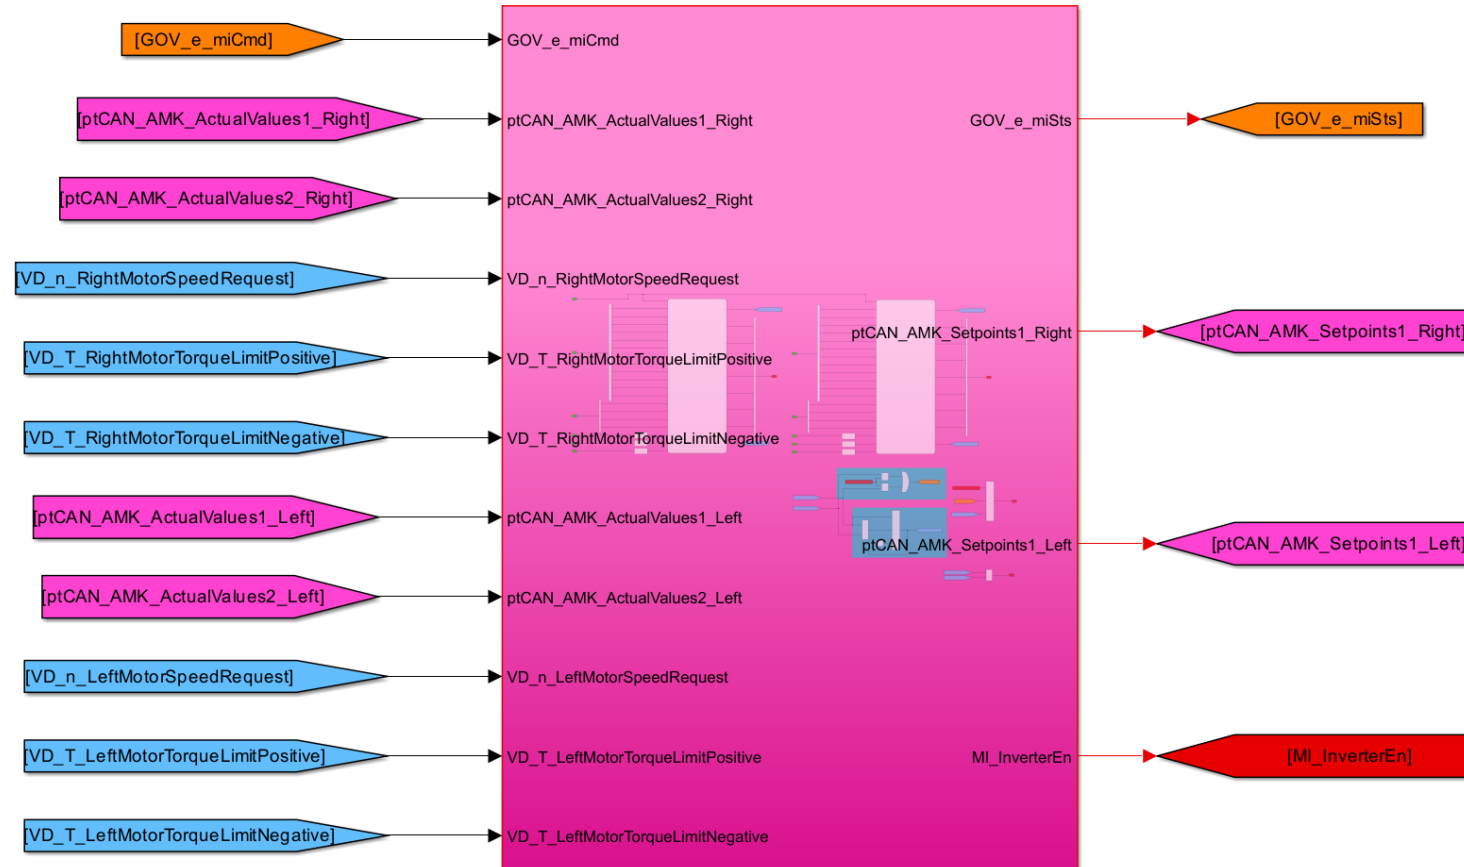 [GOV_e_miCmd]
GOV_e_miCmd
[ptCAN_AMK_ActualValues1_Right]
ptCAN_AMK_ActualValues1_Right
GOV_e_miSts
[GOV_e_miSts]
[ptCAN_AMK_ActualValues2_Right]
ptCAN_AMK_ActualValues2_Right
[VD_n_RightMotorSpeedRequest]
VD_n_RightMotorSpeedRequest
ptCAN_AMK_Setpoints1_Right
[ptCAN_AMK_Setpoints1_Right]
[VD_T_RightMotorTorqueLimitPositive]
VD_T_RightMotorTorqueLimitPositive
[VD_T_RightMotorTorqueLimitNegative]
VD_T_RightMotorTorqueLimitNegative
[ptCAN_AMK_ActualValues1_Left]
ptCAN_AMK_ActualValues1_Left
ptCAN_AMK_Setpoints1_Left
[ptCAN_AMK_Setpoints1_Left]
[ptCAN_AMK_ActualValues2_Left]
ptCAN_AMK_ActualValues2_Left
[VD_n_LeftMotorSpeedRequest]
VD_n_LeftMotorSpeedRequest
[VD_T_LeftMotorTorqueLimitPositive]
VD_T_LeftMotorTorqueLimitPositive
MI_InverterEn
[MI_InverterEn]
[VD_T_LeftMotorTorqueLimitNegative]
VD_T_LeftMotorTorqueLimitNegative